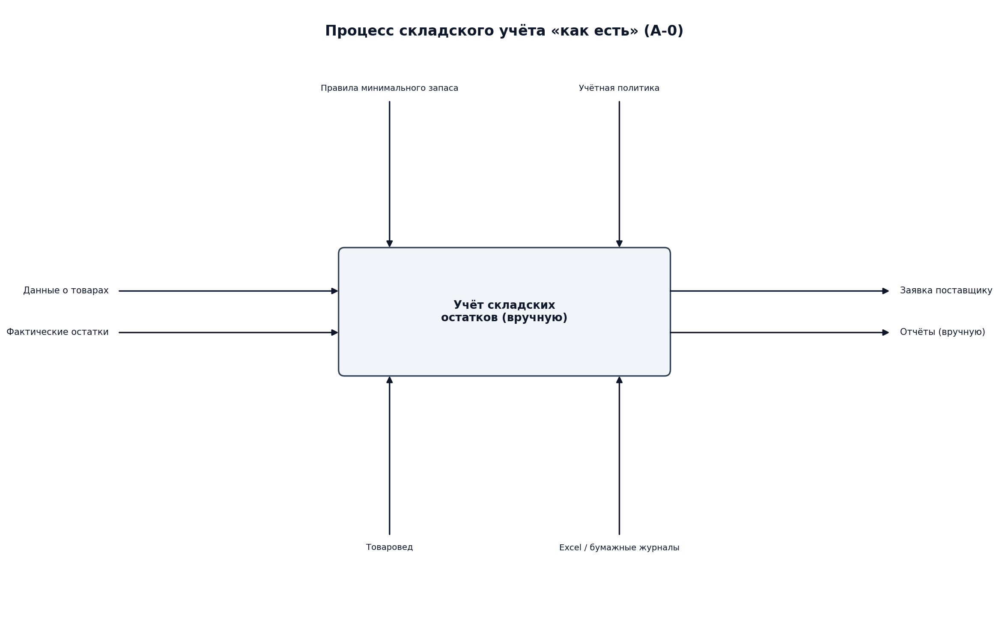 Процесс складского учёта «как есть» (А-0)
Правила минимального запаса
Учётная политика
Данные о товарах
Фактические остатки
Учёт складских
остатков (вручную)
Заявка поставщику
Отчёты (вручную)
Товаровед
Excel / бумажные журналы